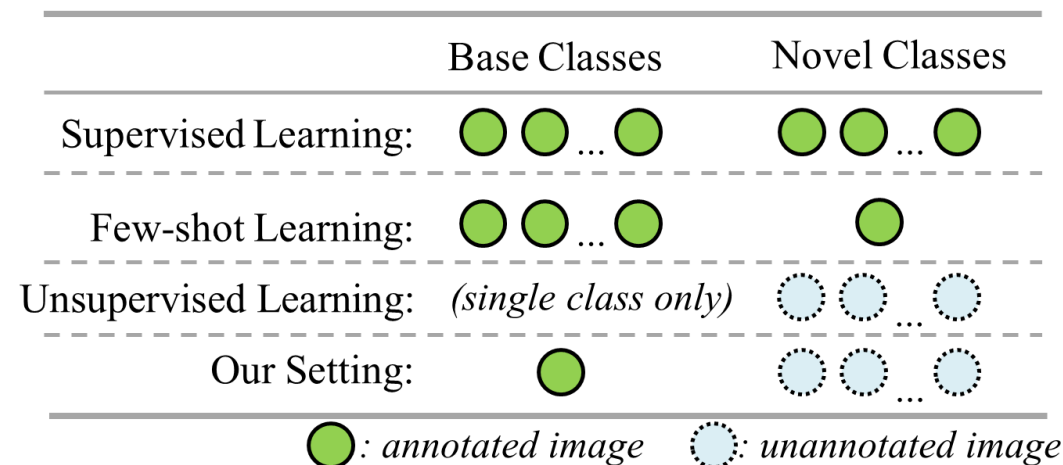 Base Classes Novel Classes
Supervised Learning: ... ...
Few-shot Learning: ...
Unsupervised Learning: (single class only) ...
Our Setting: ...
: annotated image : unannotated image